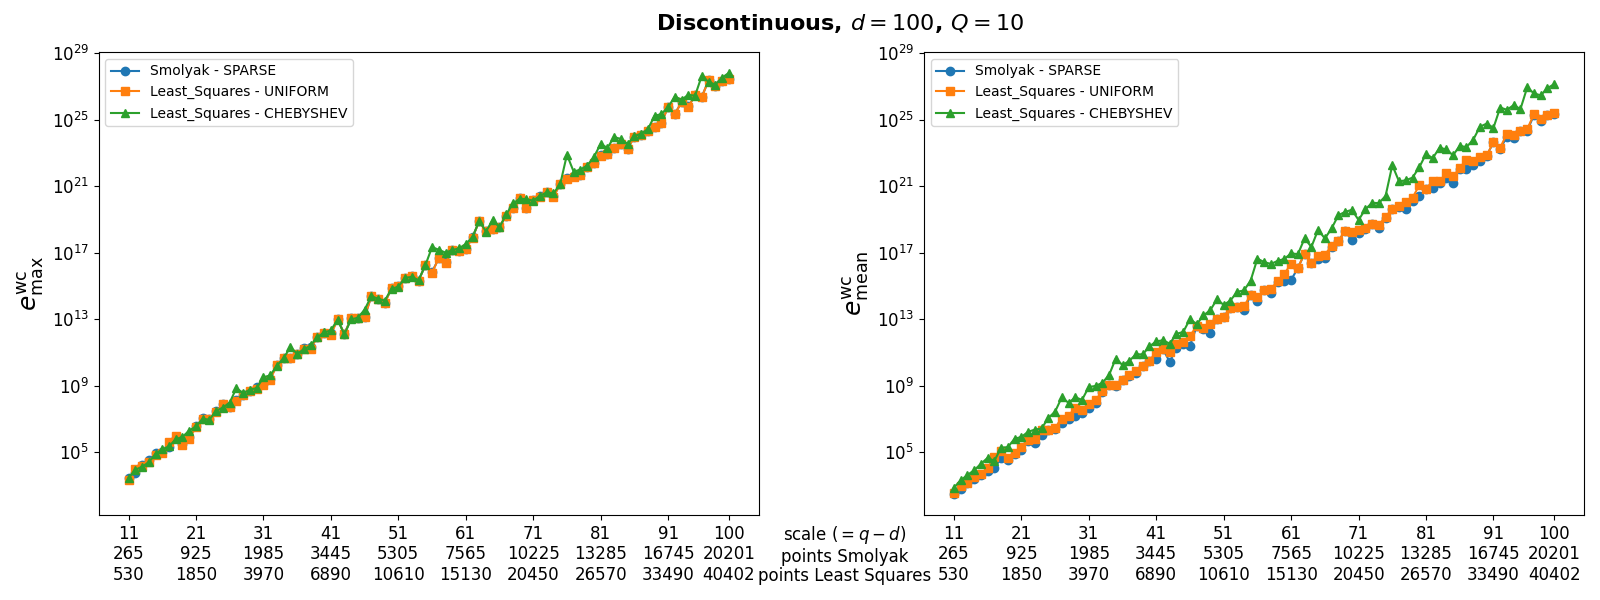 Discontinuous, d = 100, Q = 10
10^29
10^25
10^21
10^17
10^13
10^9
10^5
e^wc_max
Smolyak - SPARSE
Least_Squares - UNIFORM
Least_Squares - CHEBYSHEV
11 21 31 41 51 61 71 81 91 100
265 925 1985 3445 5305 7565 10225 13285 16745 20201
530 1850 3970 6890 10610 15130 20450 26570 33490 40402
scale (= q − d)
points Smolyak
points Least Squares
10^29
10^25
10^21
10^17
10^13
10^9
10^5
e^wc_mean
Smolyak - SPARSE
Least_Squares - UNIFORM
Least_Squares - CHEBYSHEV
11 21 31 41 51 61 71 81 91 100
265 925 1985 3445 5305 7565 10225 13285 16745 20201
530 1850 3970 6890 10610 15130 20450 26570 33490 40402